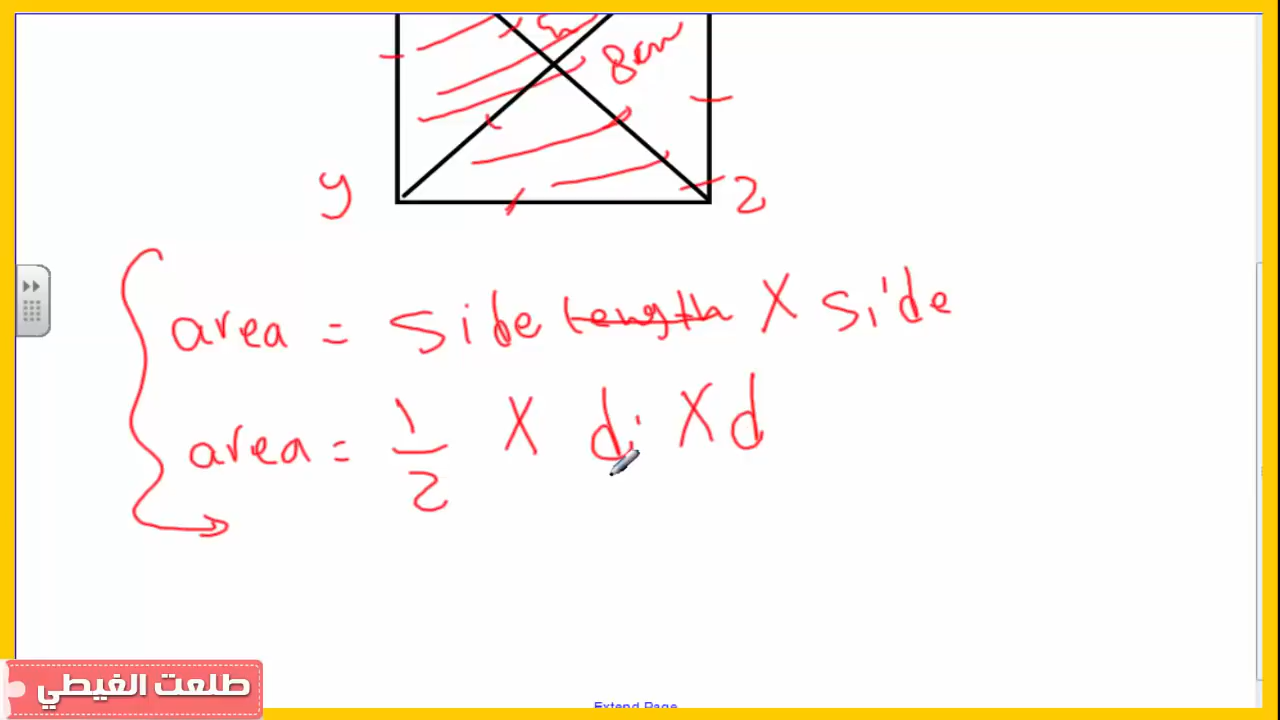 8cm
y
2
area = side length X side
area = 1/2 X d X d
طلعت الغيطي
Extend Page